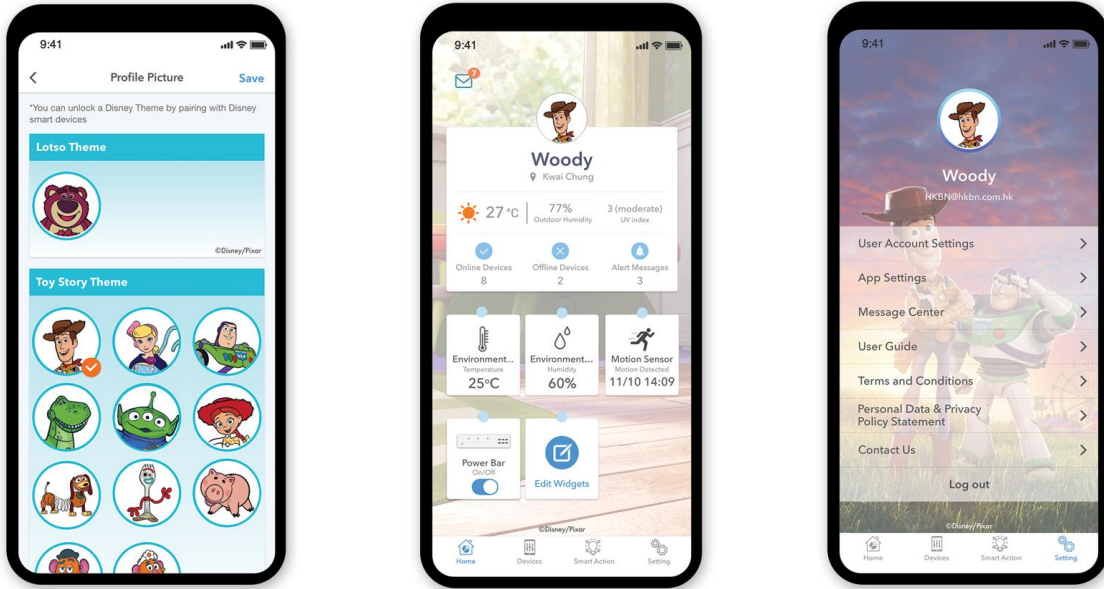 9:41
Profile Picture
Save
*You can unlock a Disney Theme by pairing with Disney
smart devices
Lotso Theme
©Disney/Pixar
Toy Story Theme
9:41
7
Woody
Kwai Chung
27 °C
77%
Outdoor Humidity
3 (moderate)
UV index
Online Devices
8
Offline Devices
2
Alert Messages
3
Environment...
Temperature
25°C
Environment...
Humidity
60%
Motion Sensor
Motion Detected
11/10 14:09
Power Bar
On/Off
Edit Widgets
©Disney/Pixar
Home
Devices
Smart Action
Setting
9:41
Woody
HKBN@hkbn.com.hk
User Account Settings
App Settings
Message Center
User Guide
Terms and Conditions
Personal Data & Privacy
Policy Statement
Contact Us
Log out
©Disney/Pixar
Home
Devices
Smart Action
Setting